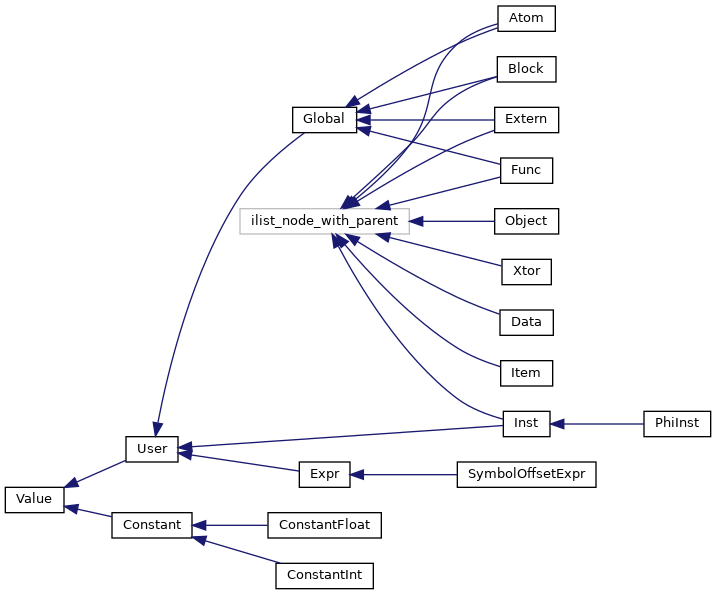 Atom
Block
Extern
Global
Func
ilist_node_with_parent
Object
Xtor
Data
Item
Inst
PhiInst
User
Expr
SymbolOffsetExpr
Value
Constant
ConstantFloat
ConstantInt